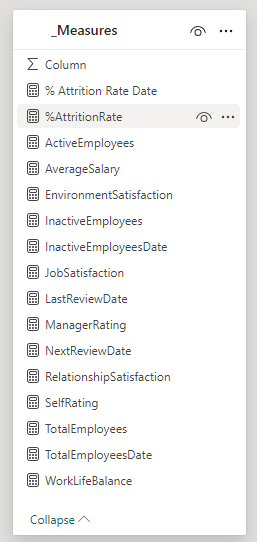 _Measures
Column
% Attrition Rate Date
%AttritionRate
ActiveEmployees
AverageSalary
EnvironmentSatisfaction
InactiveEmployees
InactiveEmployeesDate
JobSatisfaction
LastReviewDate
ManagerRating
NextReviewDate
RelationshipSatisfaction
SelfRating
TotalEmployees
TotalEmployeesDate
WorkLifeBalance
Collapse